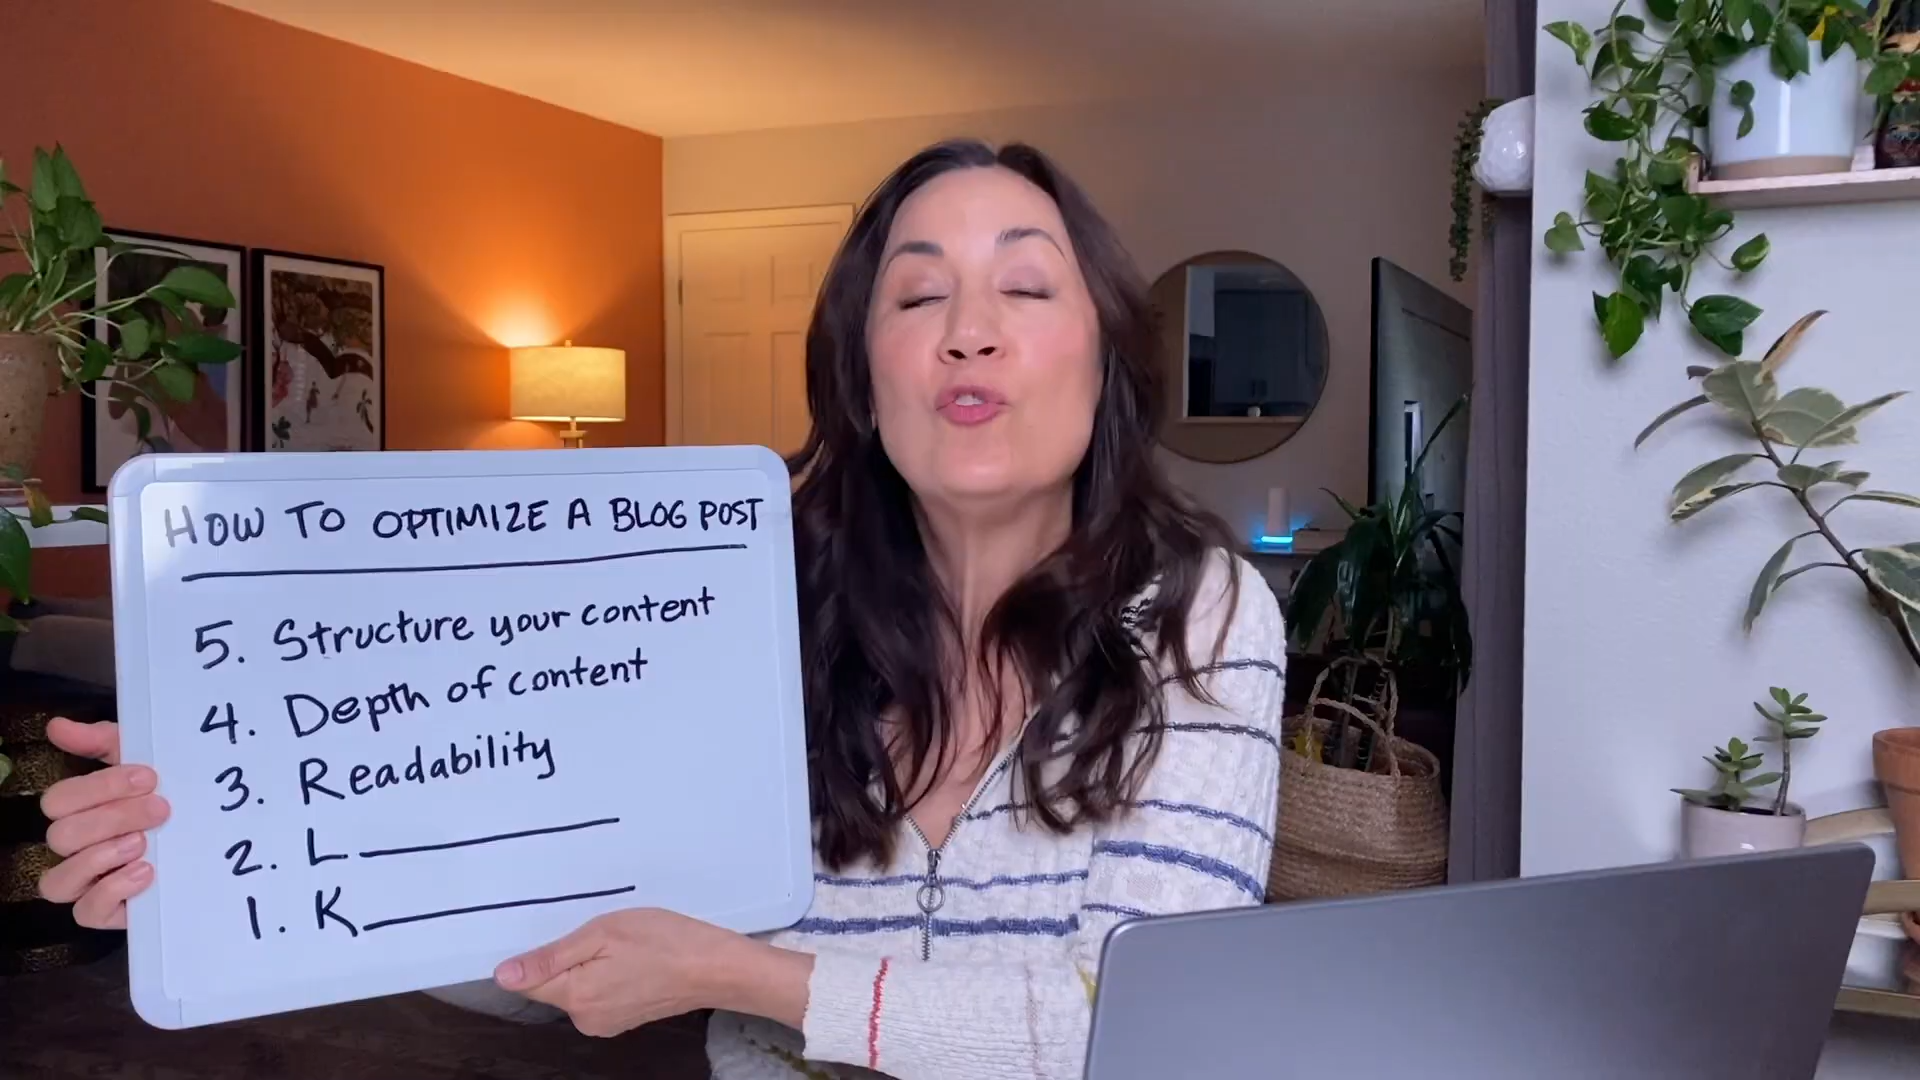 HOW TO OPTIMIZE A BLOG POST
5. Structure your content
4. Depth of content
3. Readability
2. L
1. K